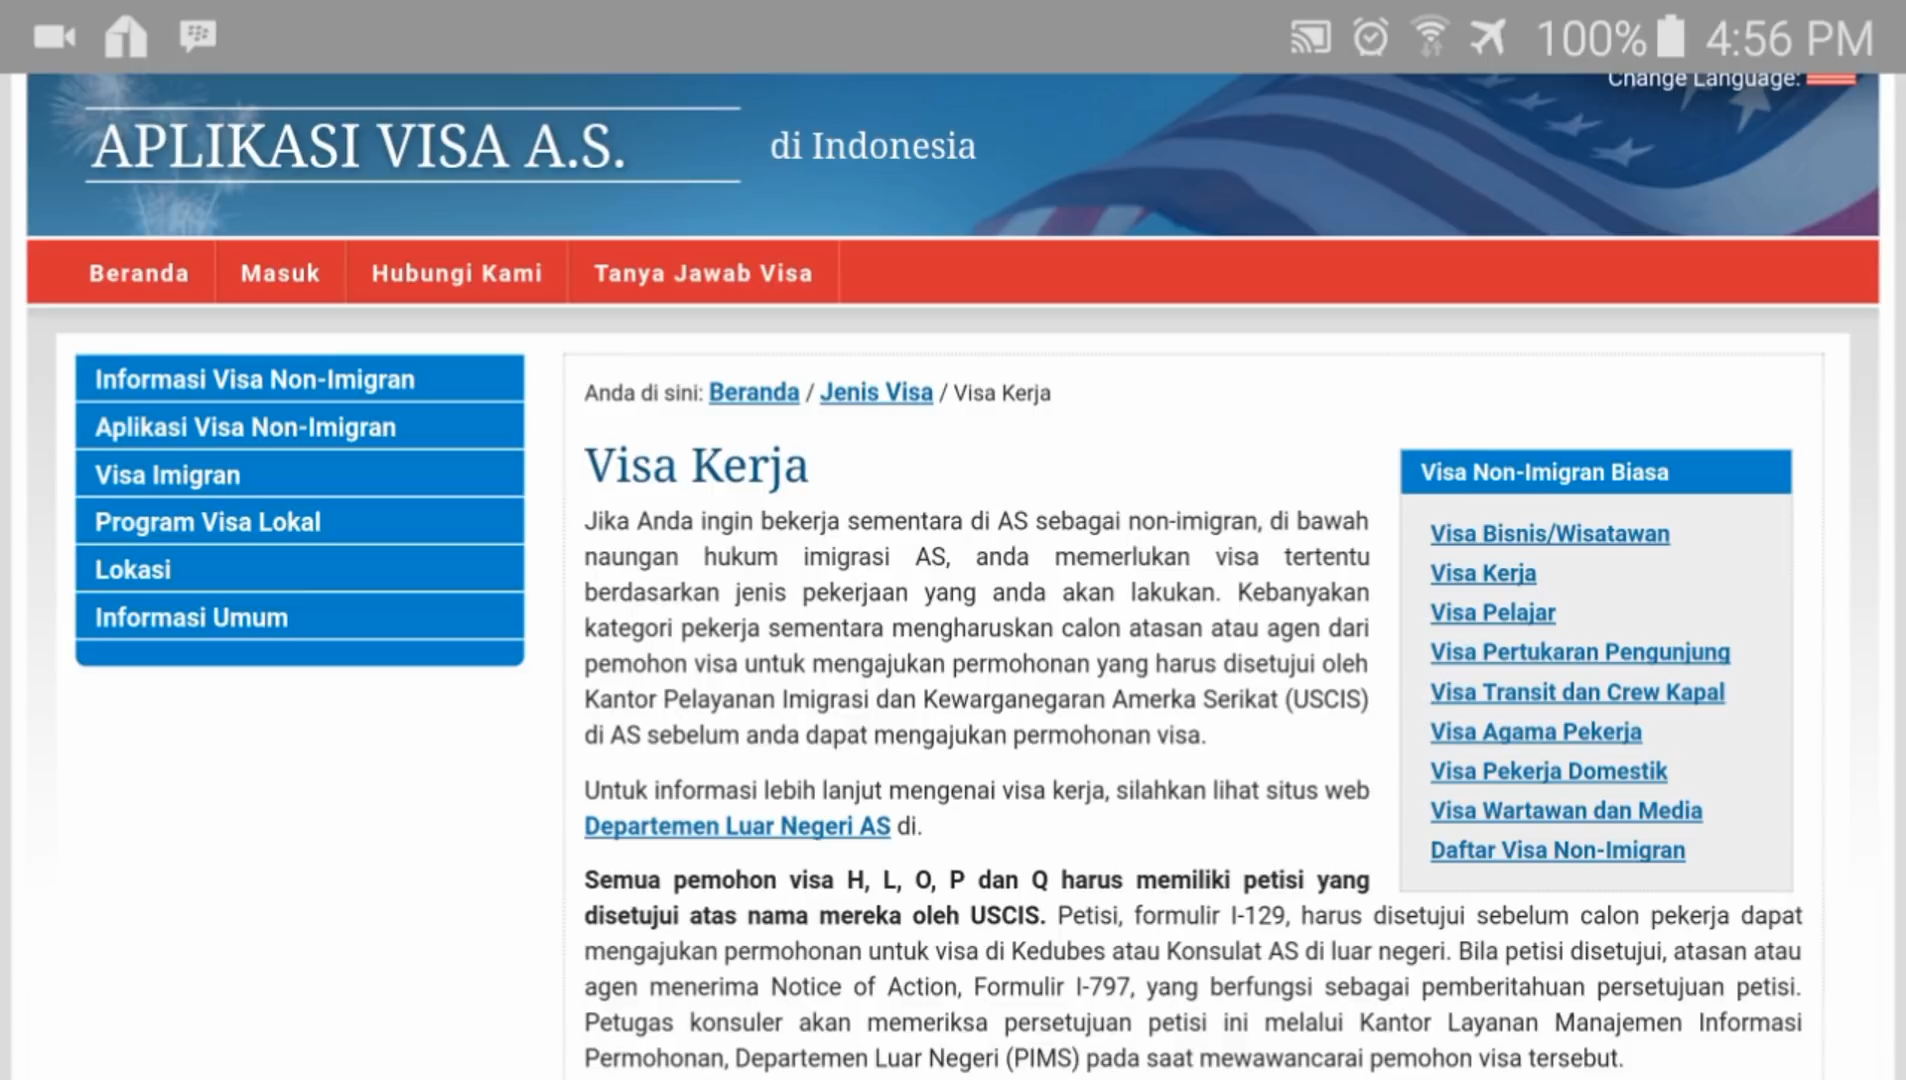 100% 4:56 PM
Change Language:
APLIKASI VISA A.S. di Indonesia
Beranda Masuk Hubungi Kami Tanya Jawab Visa
Informasi Visa Non-Imigran
Aplikasi Visa Non-Imigran
Visa Imigran
Program Visa Lokal
Lokasi
Informasi Umum
Anda di sini: Beranda / Jenis Visa / Visa Kerja
Visa Kerja
Jika Anda ingin bekerja sementara di AS sebagai non-imigran, di bawah
naungan hukum imigrasi AS, anda memerlukan visa tertentu
berdasarkan jenis pekerjaan yang anda akan lakukan. Kebanyakan
kategori pekerja sementara mengharuskan calon atasan atau agen dari
pemohon visa untuk mengajukan permohonan yang harus disetujui oleh
Kantor Pelayanan Imigrasi dan Kewarganegaran Amerka Serikat (USCIS)
di AS sebelum anda dapat mengajukan permohonan visa.
Untuk informasi lebih lanjut mengenai visa kerja, silahkan lihat situs web
Departemen Luar Negeri AS di.
Visa Non-Imigran Biasa
Visa Bisnis/Wisatawan
Visa Kerja
Visa Pelajar
Visa Pertukaran Pengunjung
Visa Transit dan Crew Kapal
Visa Agama Pekerja
Visa Pekerja Domestik
Visa Wartawan dan Media
Daftar Visa Non-Imigran
Semua pemohon visa H, L, O, P dan Q harus memiliki petisi yang
disetujui atas nama mereka oleh USCIS. Petisi, formulir I-129, harus disetujui sebelum calon pekerja dapat
mengajukan permohonan untuk visa di Kedubes atau Konsulat AS di luar negeri. Bila petisi disetujui, atasan atau
agen menerima Notice of Action, Formulir I-797, yang berfungsi sebagai pemberitahuan persetujuan petisi.
Petugas konsuler akan memeriksa persetujuan petisi ini melalui Kantor Layanan Manajemen Informasi
Permohonan, Departemen Luar Negeri (PIMS) pada saat mewawancarai pemohon visa tersebut.